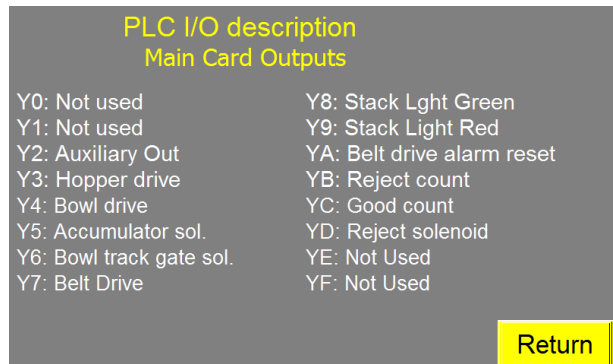 PLC I/O description
Main Card Outputs
Y0: Not used
Y1: Not used
Y2: Auxiliary Out
Y3: Hopper drive
Y4: Bowl drive
Y5: Accumulator sol.
Y6: Bowl track gate sol.
Y7: Belt Drive
Y8: Stack Lght Green
Y9: Stack Light Red
YA: Belt drive alarm reset
YB: Reject count
YC: Good count
YD: Reject solenoid
YE: Not Used
YF: Not Used
Return